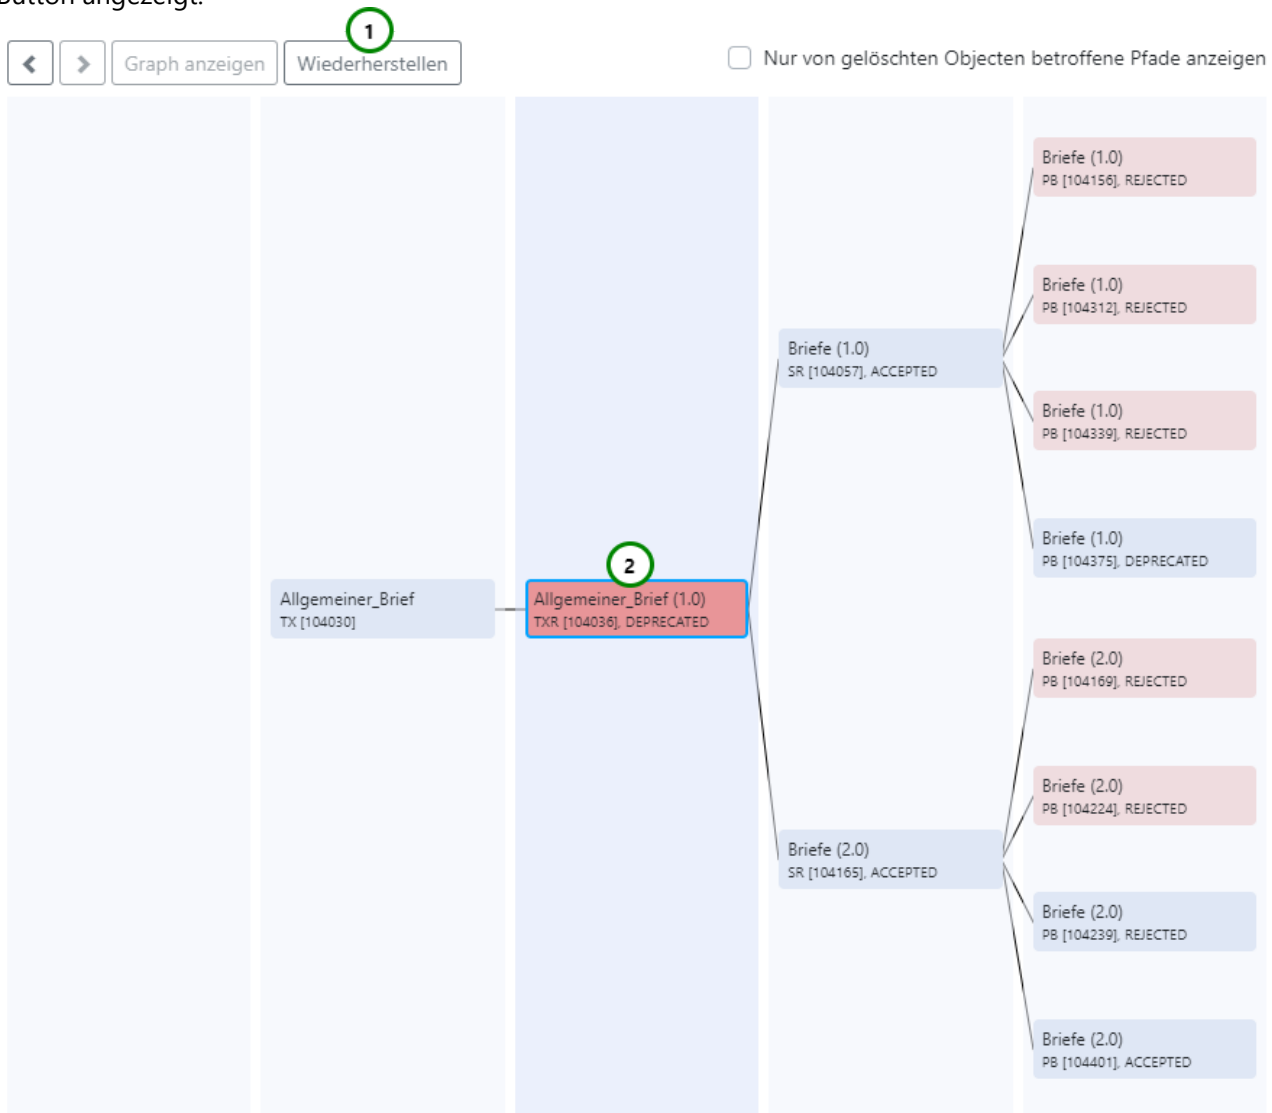 Button angezeigt.
1
Graph anzeigen
Wiederherstellen
Nur von gelöschten Objecten betroffene Pfade anzeigen
Briefe (1.0)
PB [104156], REJECTED
Briefe (1.0)
PB [104312], REJECTED
Briefe (1.0)
SR [104057], ACCEPTED
Briefe (1.0)
PB [104339], REJECTED
Briefe (1.0)
PB [104375], DEPRECATED
2
Allgemeiner_Brief
TX [104030]
Allgemeiner_Brief (1.0)
TXR [104036], DEPRECATED
Briefe (2.0)
PB [104169], REJECTED
Briefe (2.0)
PB [104224], REJECTED
Briefe (2.0)
SR [104165], ACCEPTED
Briefe (2.0)
PB [104239], REJECTED
Briefe (2.0)
PB [104401], ACCEPTED